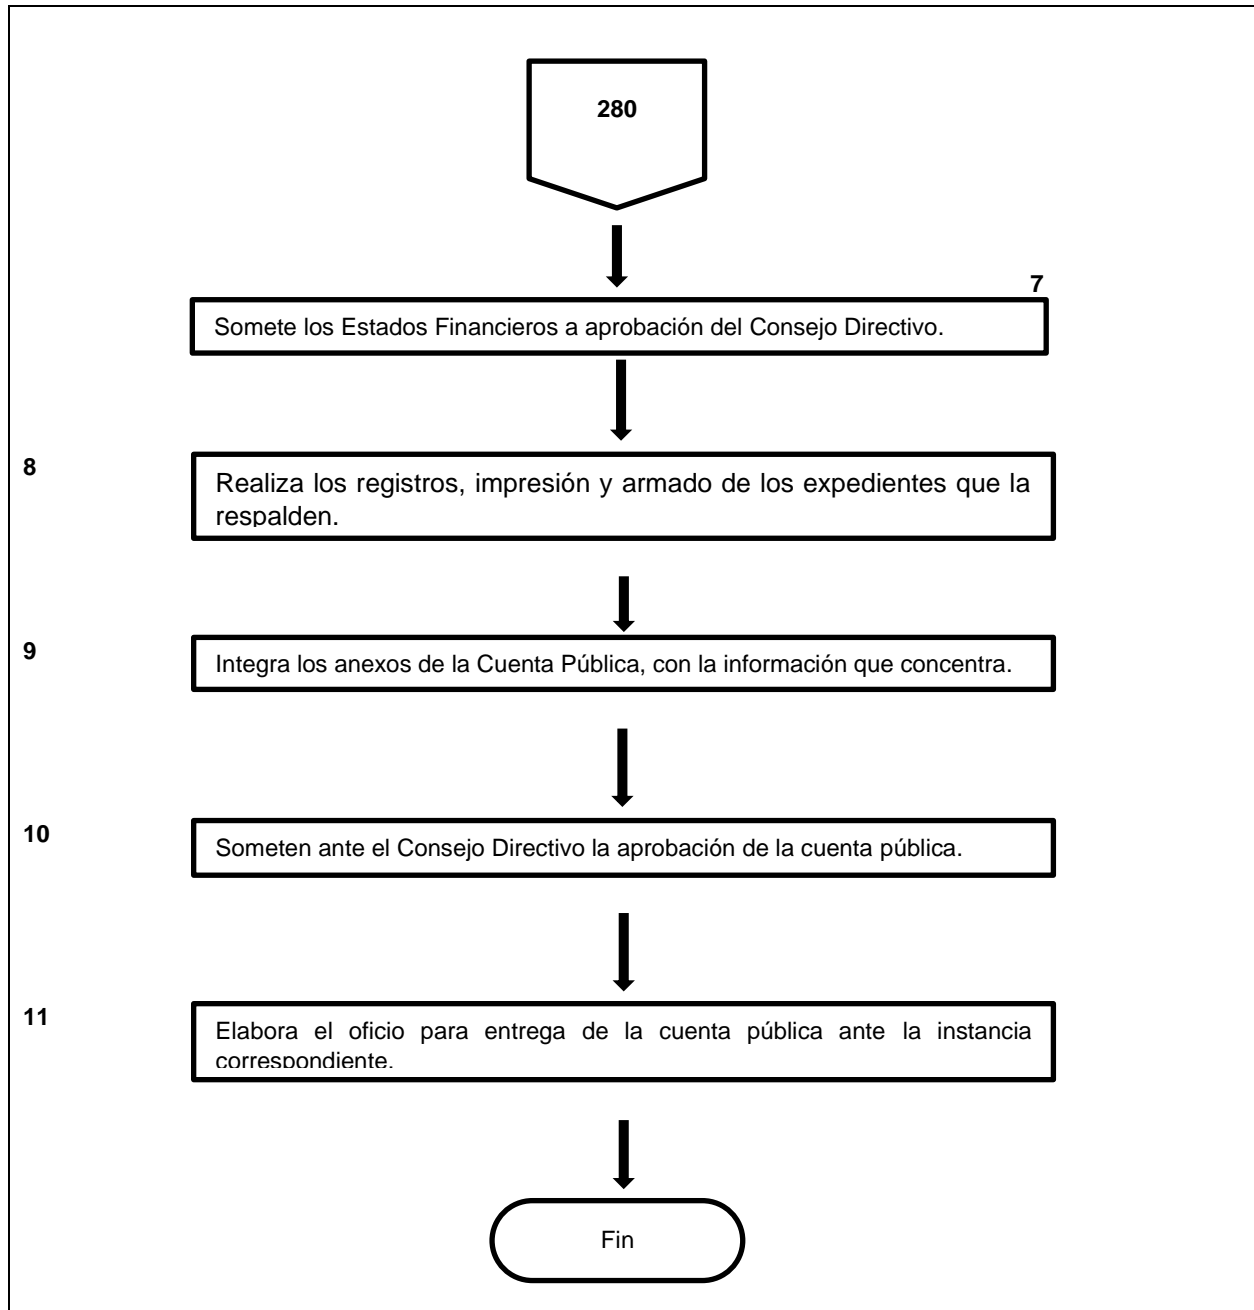 280
7
Somete los Estados Financieros a aprobación del Consejo Directivo.
8
Realiza los registros, impresión y armado de los expedientes que la
respalden.
9
Integra los anexos de la Cuenta Pública, con la información que concentra.
10
Someten ante el Consejo Directivo la aprobación de la cuenta pública.
11
Elabora el oficio para entrega de la cuenta pública ante la instancia
correspondiente.
Fin